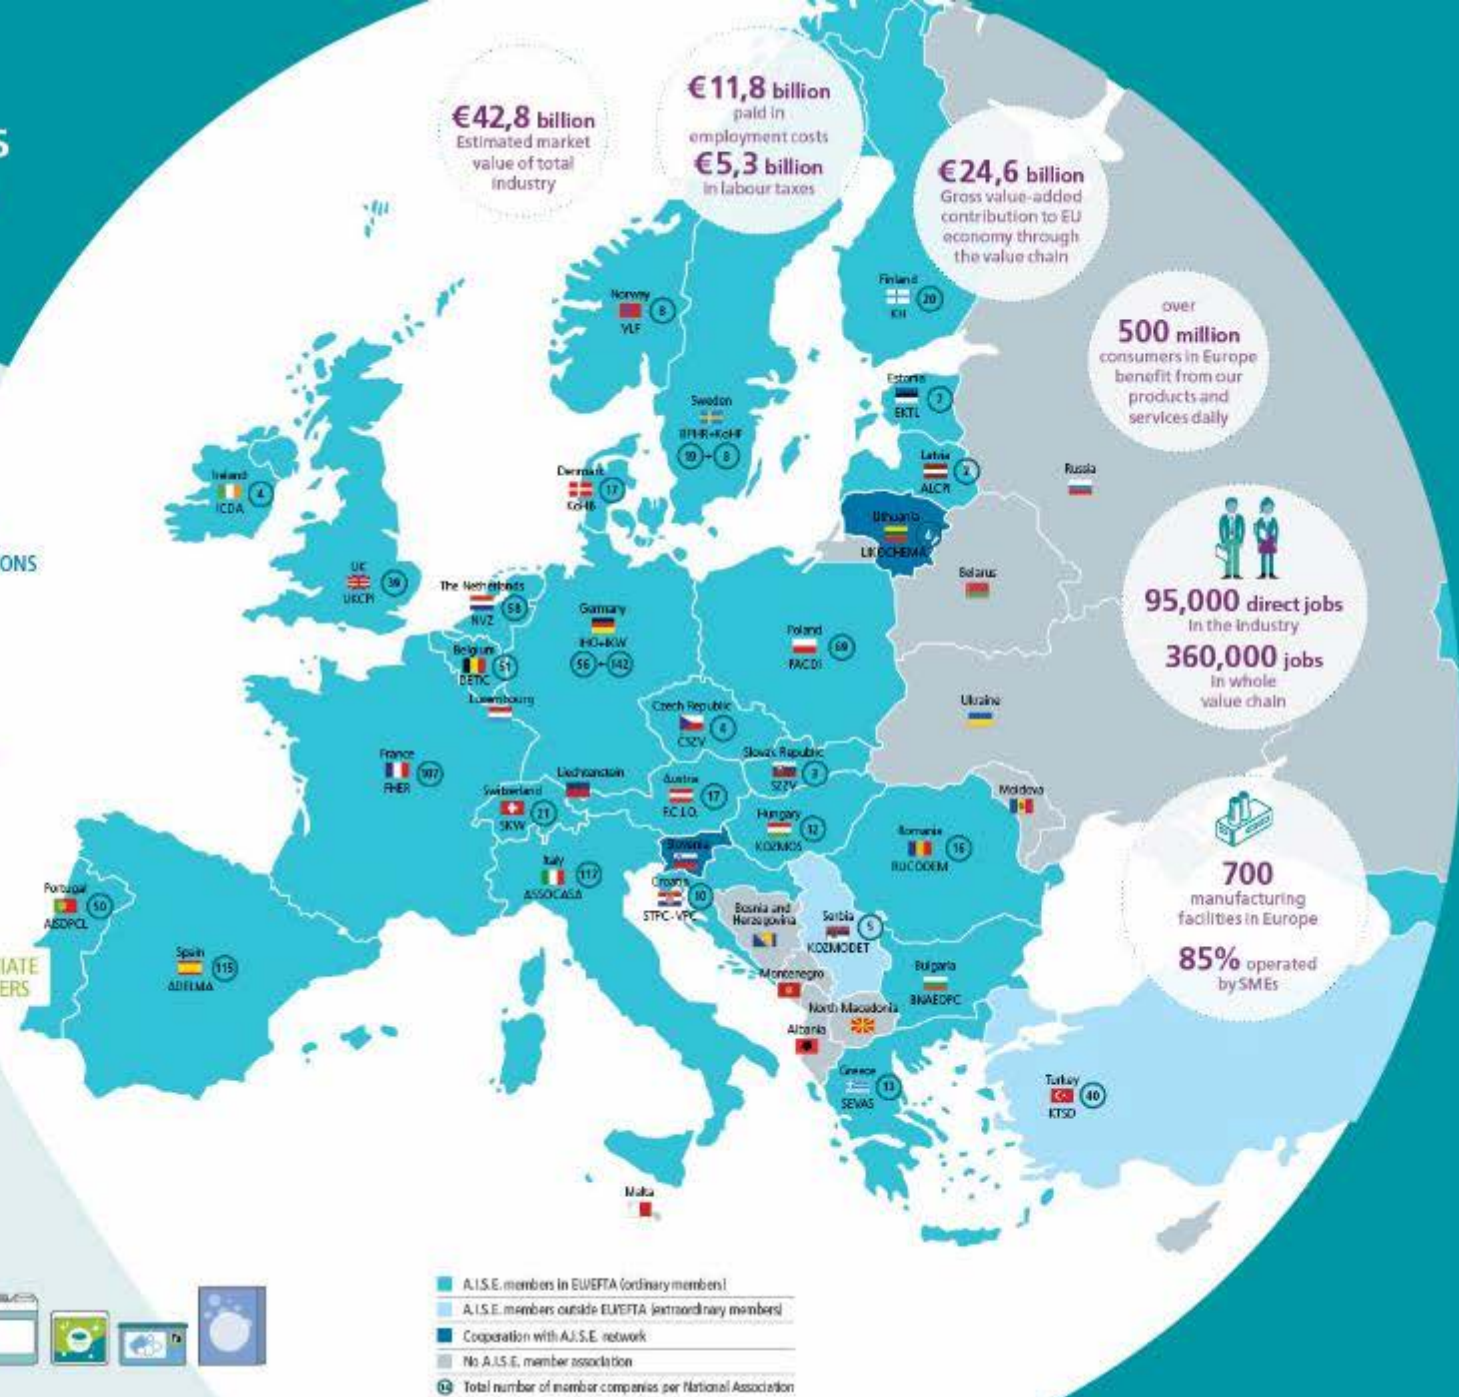 S
€42,8 billion
Estimated market
value of total
industry
€11,8 billion
paid in
employment costs
€5,3 billion
in labour taxes
€24,6 billion
Gross value-added
contribution to EU
economy through
the value chain
over
500 million
consumers in Europe
benefit from our
products and
services daily
95,000 direct jobs
in the industry
360,000 jobs
in whole
value chain
700
manufacturing
facilities in Europe
85% operated
by SMEs
ONS
IATE
ERS
Norway
8
VLF
Finland
20
Sweden
19 + 8
Estonia
7
EKTL
Latvia
2
ALCPI
Lithuania
4
LIKOCHEMA
Russia
Belarus
Ukraine
Moldova
Ireland
4
ICDA
UK
39
UKCPI
Denmark
17
The Netherlands
58
NVZ
Belgium
51
DETIC
Luxembourg
Germany
IHO+IKW
56 + 142
Poland
69
Czech Republic
CSZV
Slovak Republic
3
SZZV
France
107
FHER
Switzerland
21
SKW
Liechtenstein
Austria
17
F.C.I.O.
Hungary
12
KOZMOS
Romania
16
RUCODEM
Slovenia
Italy
117
ASSOCASA
Croatia
10
STPC-VPC
Bosnia and
Herzegovina
Serbia
5
KOZMODET
Montenegro
North Macedonia
Albania
Bulgaria
BNAEOPC
Greece
13
SEVAS
Turkey
40
KTSD
Portugal
50
AISDPCL
Spain
115
ADELMA
Malta
A.I.S.E. members in EU/EFTA (ordinary members)
A.I.S.E. members outside EU/EFTA (extraordinary members)
Cooperation with A.I.S.E. network
No A.I.S.E. member association
Total number of member companies per National Association